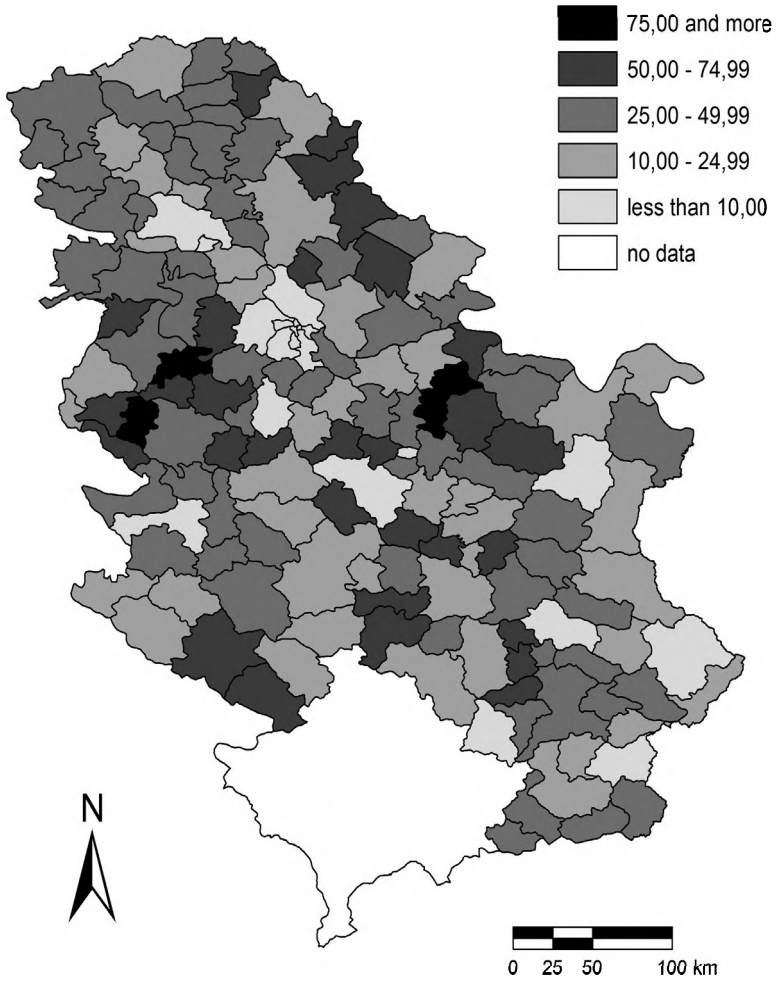 75,00 and more
50,00 - 74,99
25,00 - 49,99
10,00 - 24,99
less than 10,00
no data
N
0 25 50 100 km